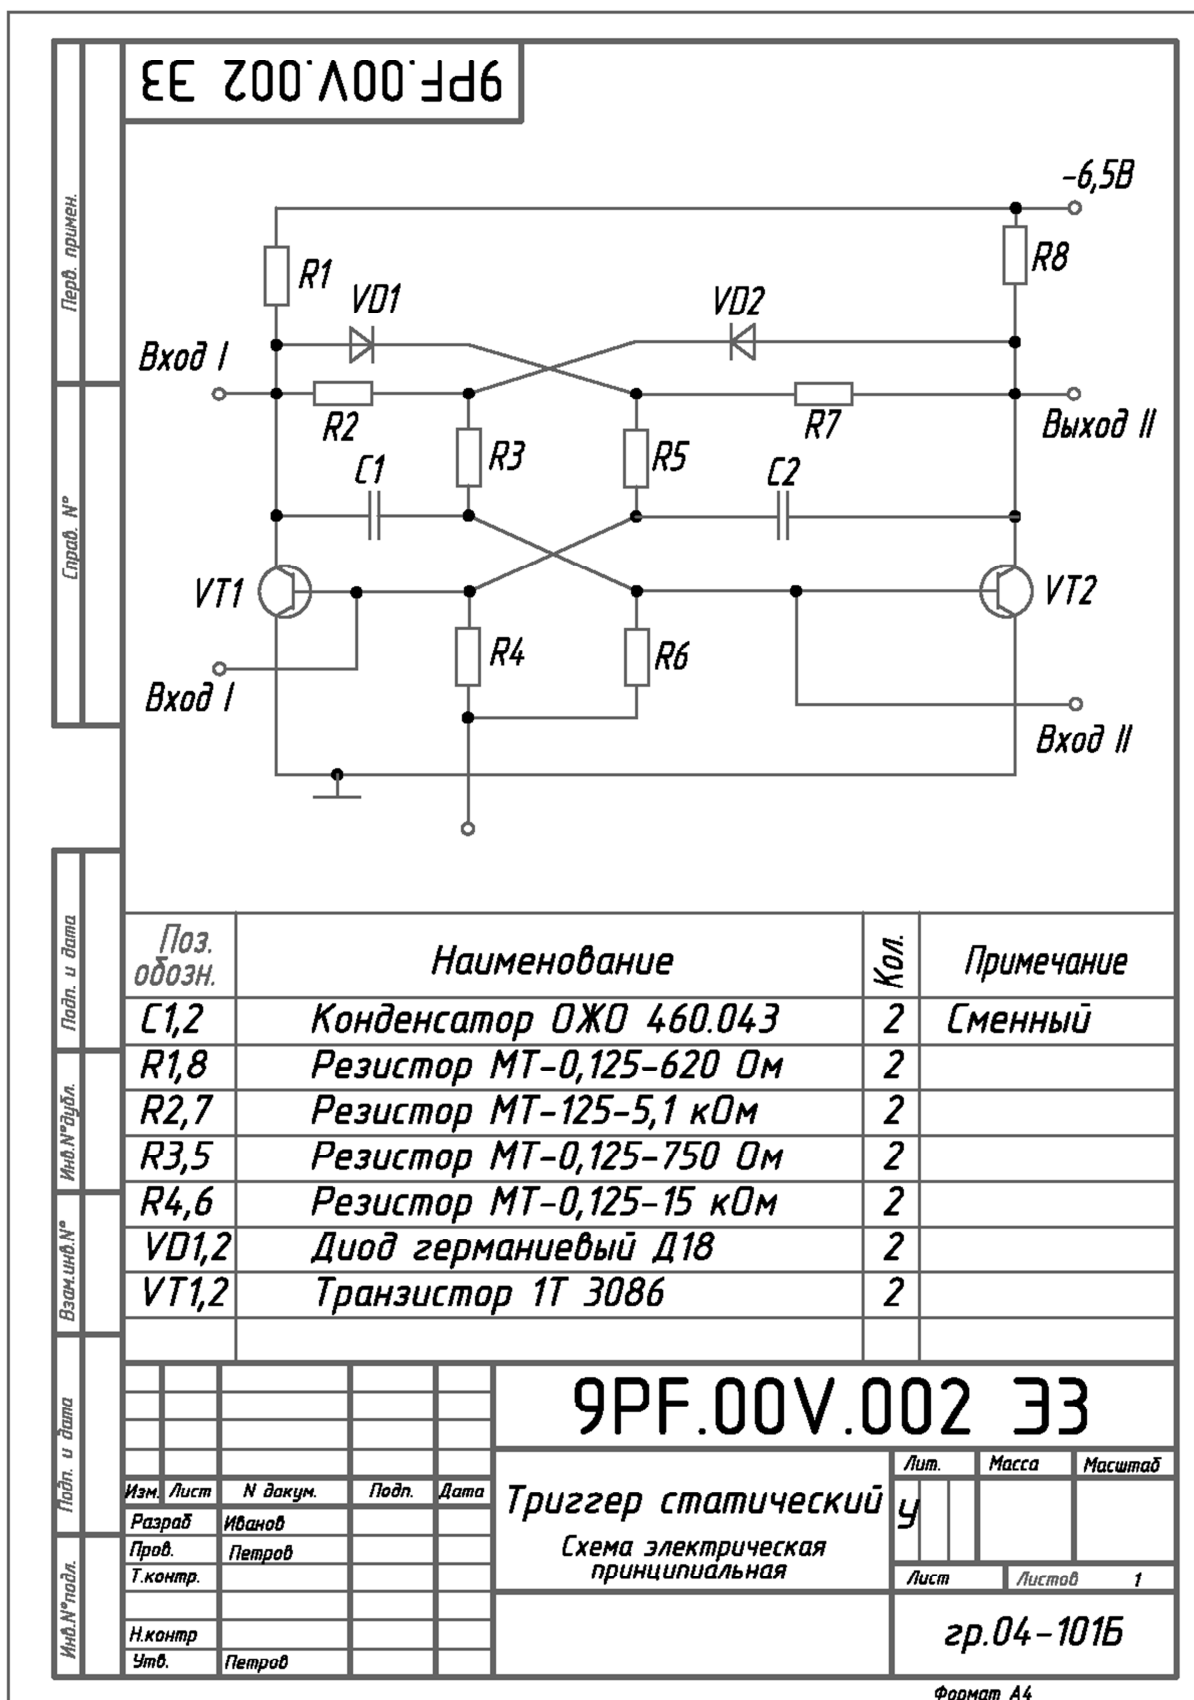 9PF.00V.002 ЭЗ
-6,5В
R1
R8
VD1
VD2
Вход I
R2
R7
Выход II
C1
R3
R5
C2
VT1
VT2
R4
R6
Вход I
Вход II
Перв. примен.
Справ. N°
Подп. и дата
Инв.N°дубл.
Взам.инв.N°
Подп. и дата
Инв.N°подл.
Поз. обозн. Наименование Кол. Примечание
C1,2 Конденсатор ОЖО 460.043 2 Сменный
R1,8 Резистор МТ-0,125-620 Ом 2
R2,7 Резистор МТ-125-5,1 кОм 2
R3,5 Резистор МТ-0,125-750 Ом 2
R4,6 Резистор МТ-0,125-15 кОм 2
VD1,2 Диод германиевый Д18 2
VT1,2 Транзистор 1Т 3086 2
9PF.00V.002 ЭЗ
Изм. Лист N докум. Подп. Дата
Разраб Иванов
Пров. Петров
Т.контр.
Н.контр
Утв. Петров
Триггер статический
Схема электрическая
принципиальная
Лит. Масса Масштаб
У
Лист Листов 1
гр.04-101Б
Формат А4